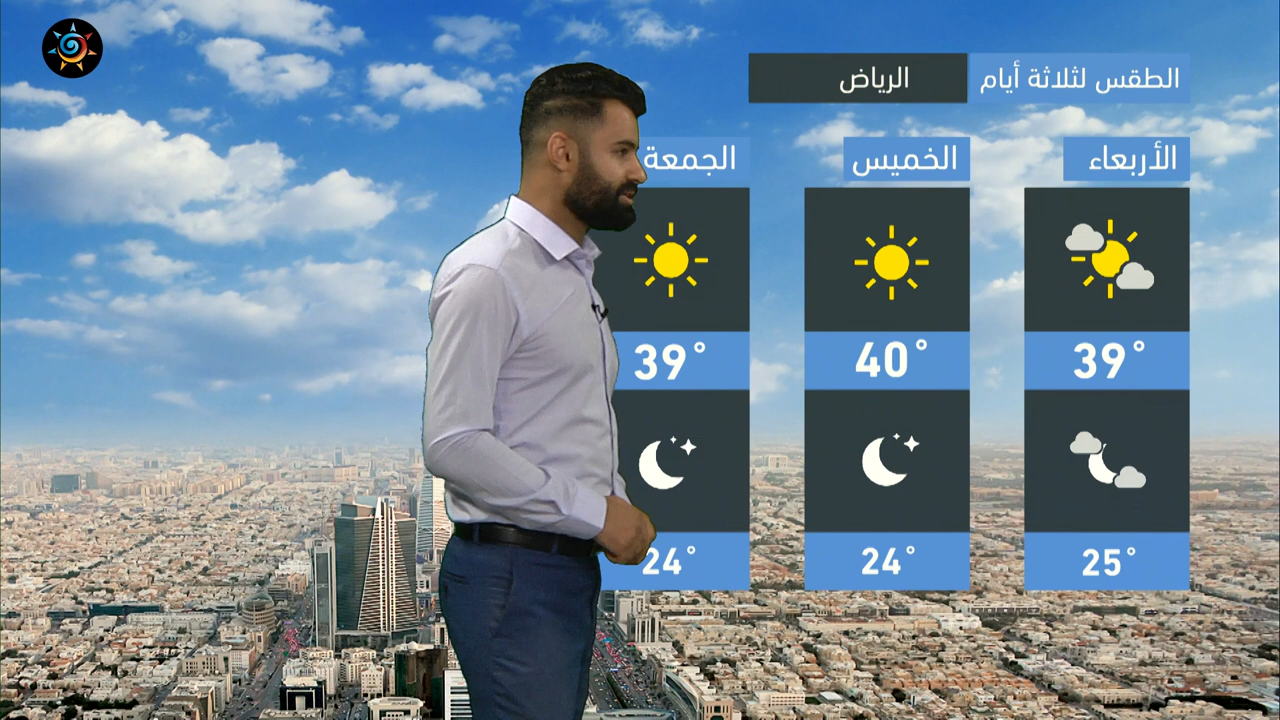 الطقس لثلاثة أيام
الرياض
الأربعاء
الخميس
الجمعة
39°
40°
39°
25°
24°
24°